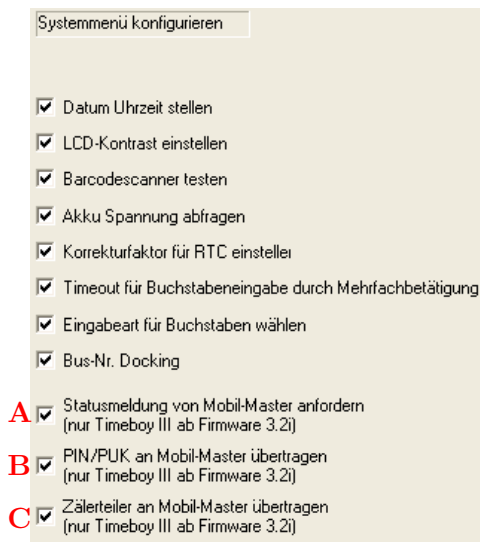 Systemmenü konfigurieren
Datum Uhrzeit stellen
LCD-Kontrast einstellen
Barcodescanner testen
Akku Spannung abfragen
Korrekturfaktor für RTC einsteller
Timeout für Buchstabeneingabe durch Mehrfachbetätigung
Eingabeart für Buchstaben wählen
Bus-Nr. Docking
A Statusmeldung von Mobil-Master anfordern
(nur Timeboy III ab Firmware 3.2i)
B PIN/PUK an Mobil-Master übertragen
(nur Timeboy III ab Firmware 3.2i)
C Zälerteiler an Mobil-Master übertragen
(nur Timeboy III ab Firmware 3.2i)